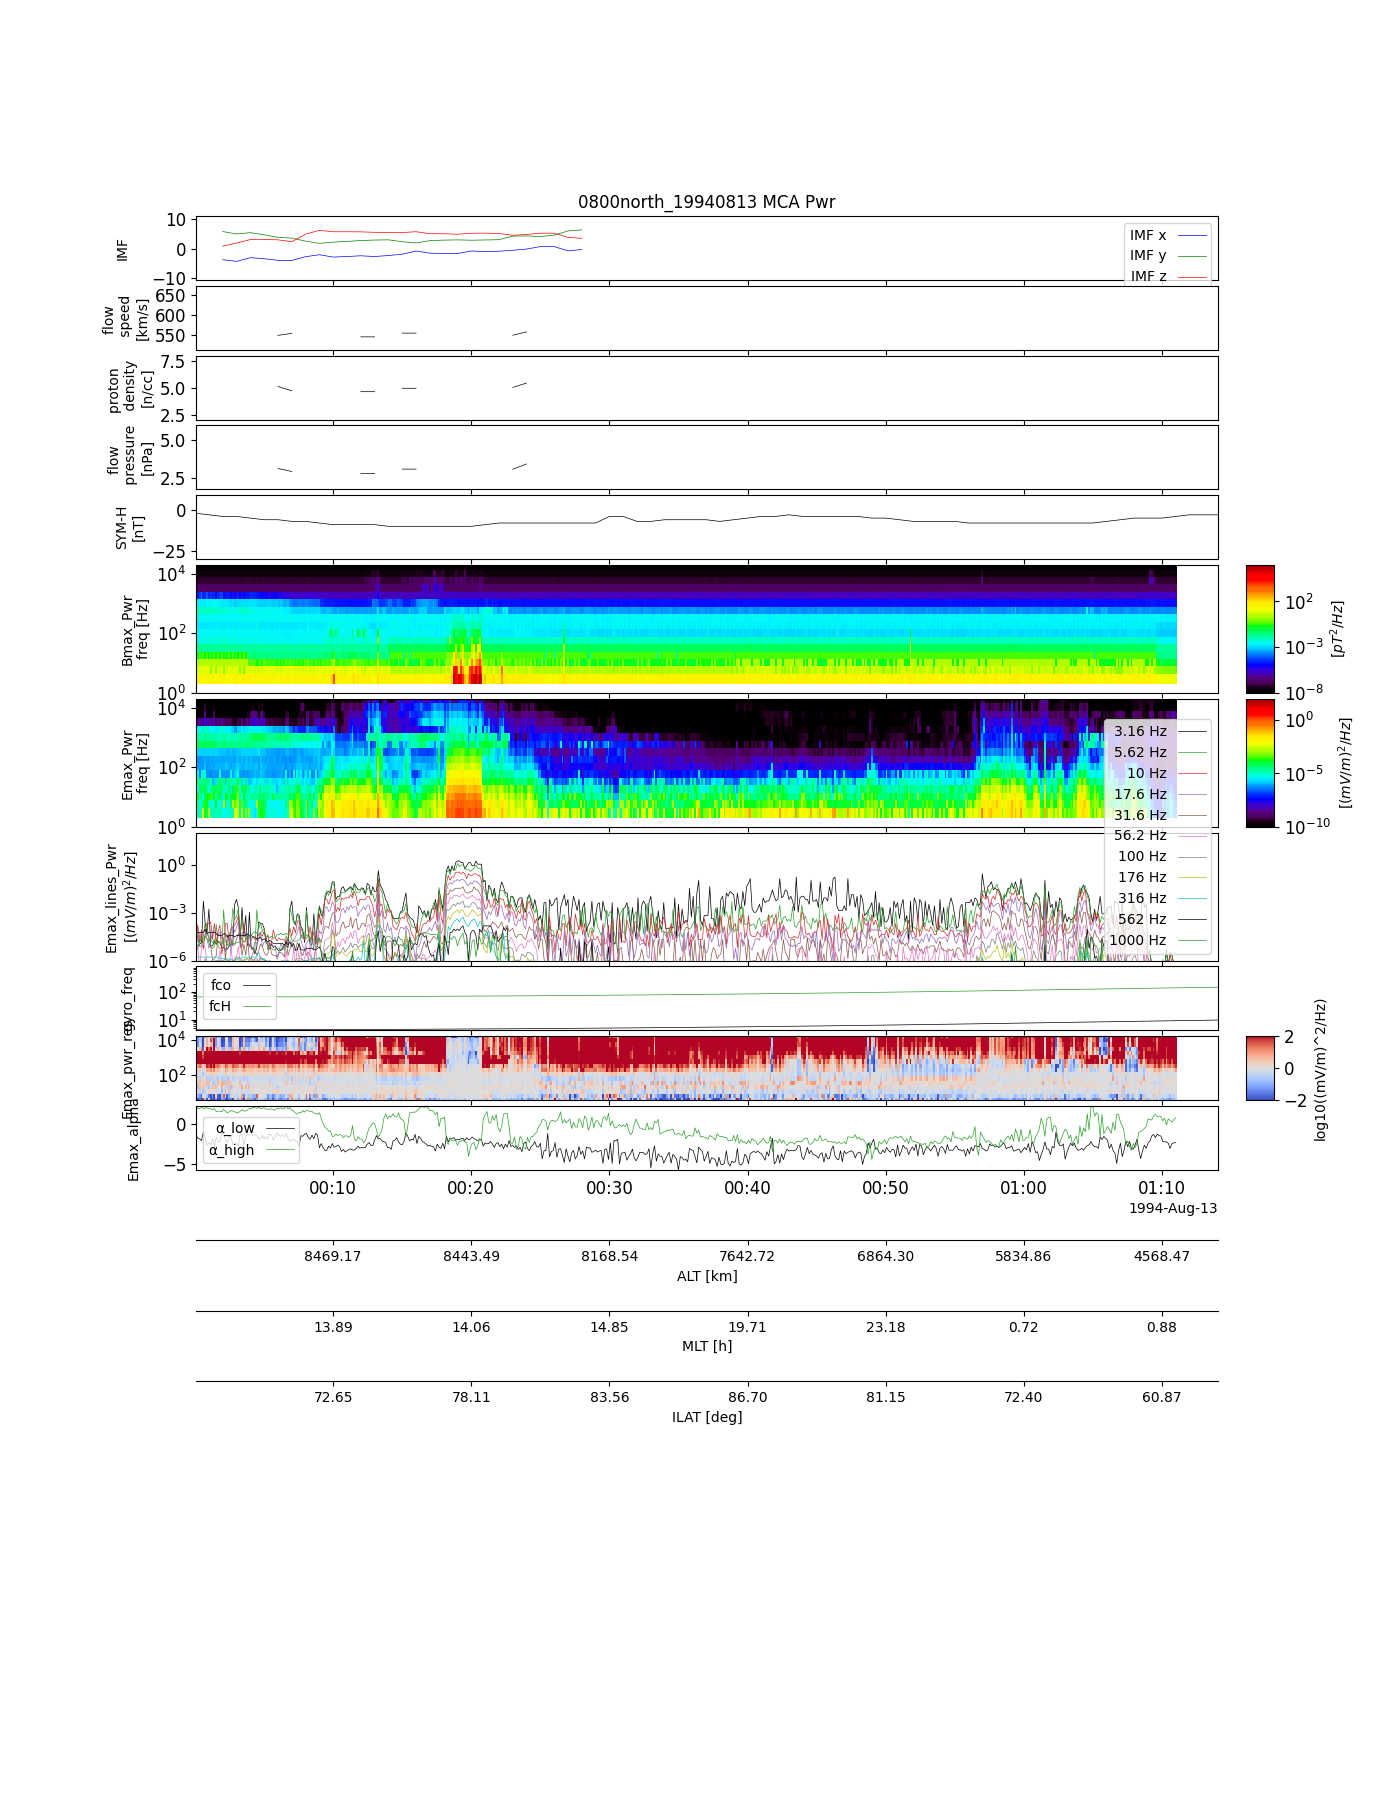 0800north_19940813 MCA Pwr
10
0
−10
IMF
IMF x
IMF y
IMF z
650
600
550
flow
speed
[km/s]
7.5
5.0
2.5
proton
density
[n/cc]
5.0
2.5
flow
pressure
[nPa]
0
−25
SYM-H
[nT]
10^4
10^2
10^0
Bmax_Pwr
freq [Hz]
10^2
10^−3
10^−8
[pT^2/Hz]
10^4
10^2
10^0
Emax_Pwr
freq [Hz]
10^0
10^−5
10^−10
[(mV/m)^2/Hz]
3.16 Hz
5.62 Hz
10 Hz
17.6 Hz
31.6 Hz
56.2 Hz
100 Hz
176 Hz
316 Hz
562 Hz
1000 Hz
10^0
10^−3
10^−6
Emax_lines_Pwr
[(mV/m)^2/Hz]
10^2
10^1
gyro_freq
fco
fcH
10^4
10^2
Emax_pwr_reg
2
0
−2
log10((mV/m)^2/Hz)
0
−5
Emax_alpha
α_low
α_high
00:10 00:20 00:30 00:40 00:50 01:00 01:10
1994-Aug-13
8469.17 8443.49 8168.54 7642.72 6864.30 5834.86 4568.47
ALT [km]
13.89 14.06 14.85 19.71 23.18 0.72 0.88
MLT [h]
72.65 78.11 83.56 86.70 81.15 72.40 60.87
ILAT [deg]